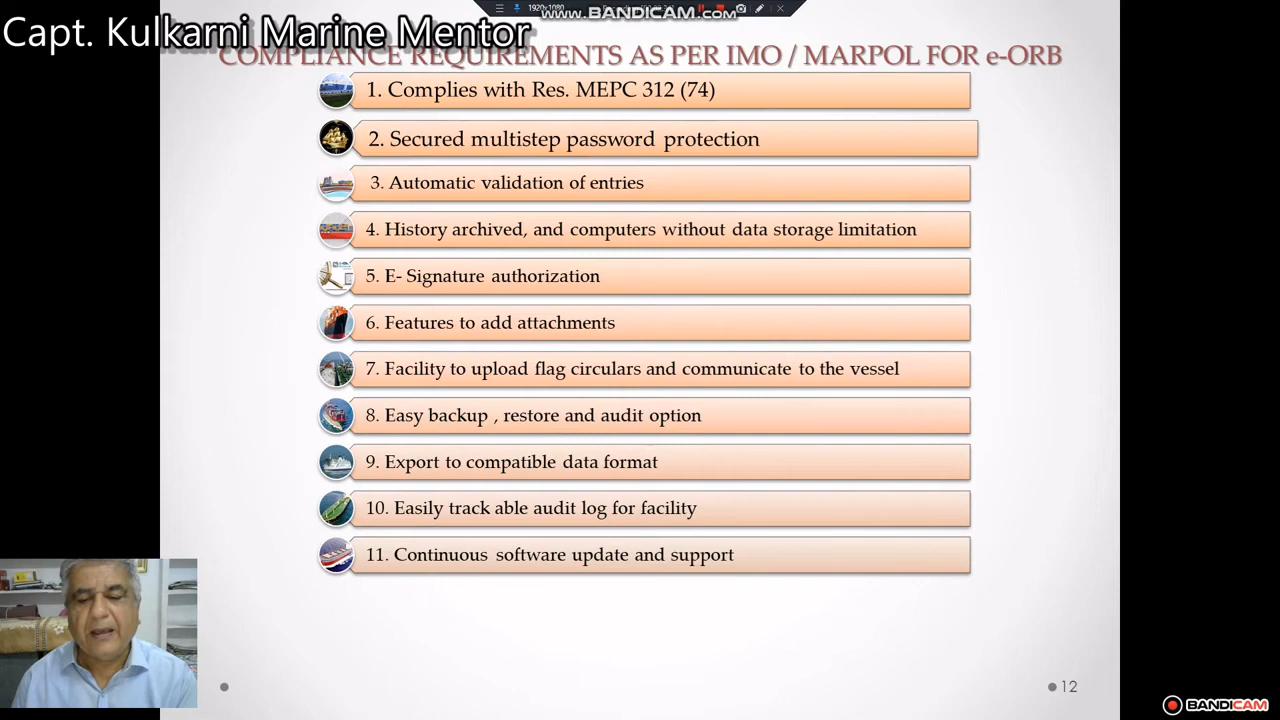 1920x1080
www.BANDICAM.com
Capt. Kulkarni Marine Mentor
COMPLIANCE REQUIREMENTS AS PER IMO / MARPOL FOR e-ORB
1. Complies with Res. MEPC 312 (74)
2. Secured multistep password protection
3. Automatic validation of entries
4. History archived, and computers without data storage limitation
5. E- Signature authorization
6. Features to add attachments
7. Facility to upload flag circulars and communicate to the vessel
8. Easy backup , restore and audit option
9. Export to compatible data format
10. Easily track able audit log for facility
11. Continuous software update and support
12
BANDICAM